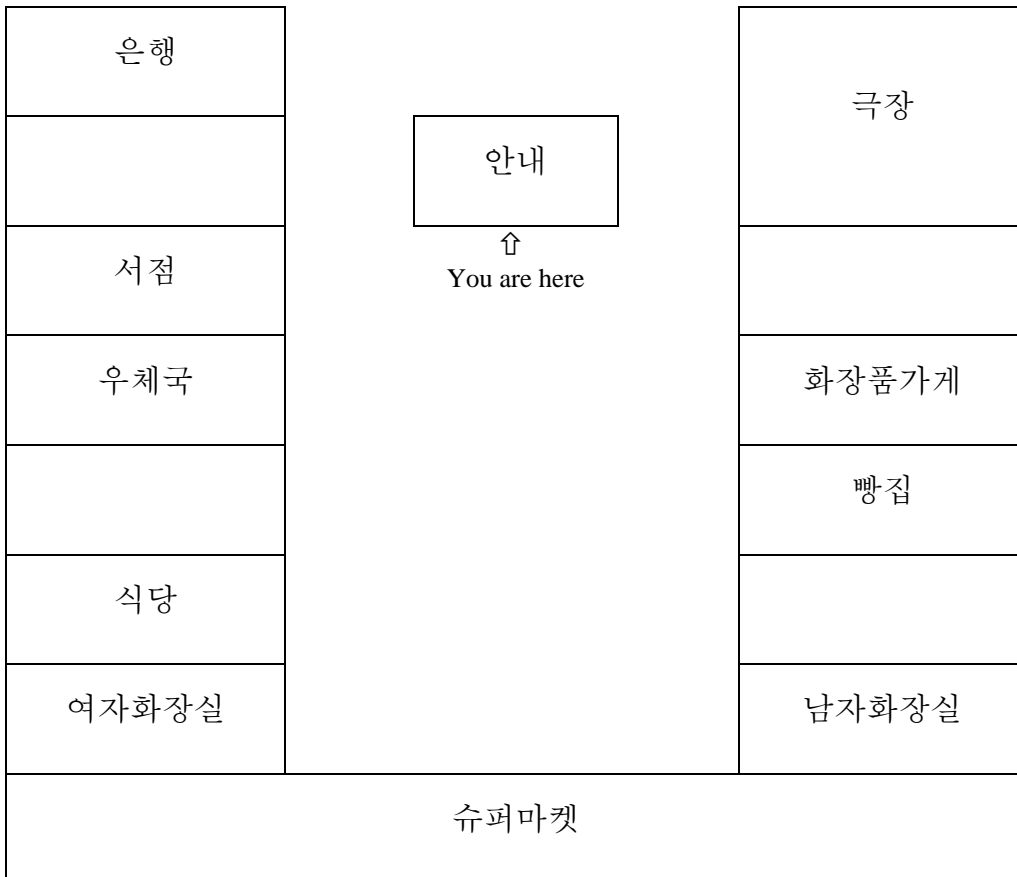 은행
극장
안내
서점
You are here
우체국
화장품가게
빵집
식당
여자화장실
남자화장실
슈퍼마켓